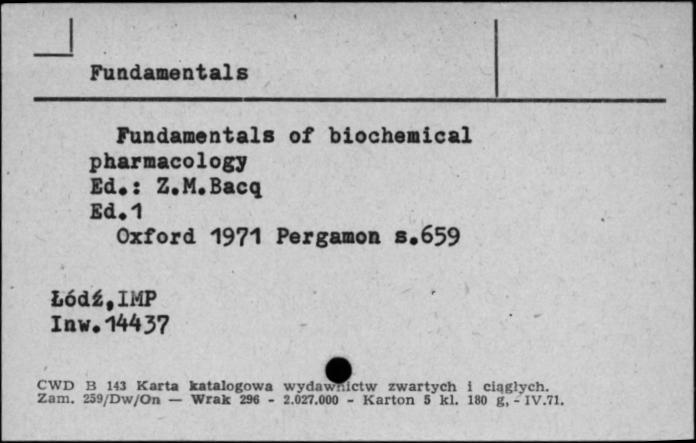 Fundamentals
Fundamentals of biochemical
pharmacology
Ed.: Z.M.Bacq
Ed.1
Oxford 1971 Pergamon s.659
Łódź,IMP
Inw.14437
CWD B 143 Karta katalogowa wydawnictw zwartych i ciągłych.
Zam. 259/Dw/On — Wrak 296 - 2.027.000 - Karton 5 kl. 180 g, - IV.71.